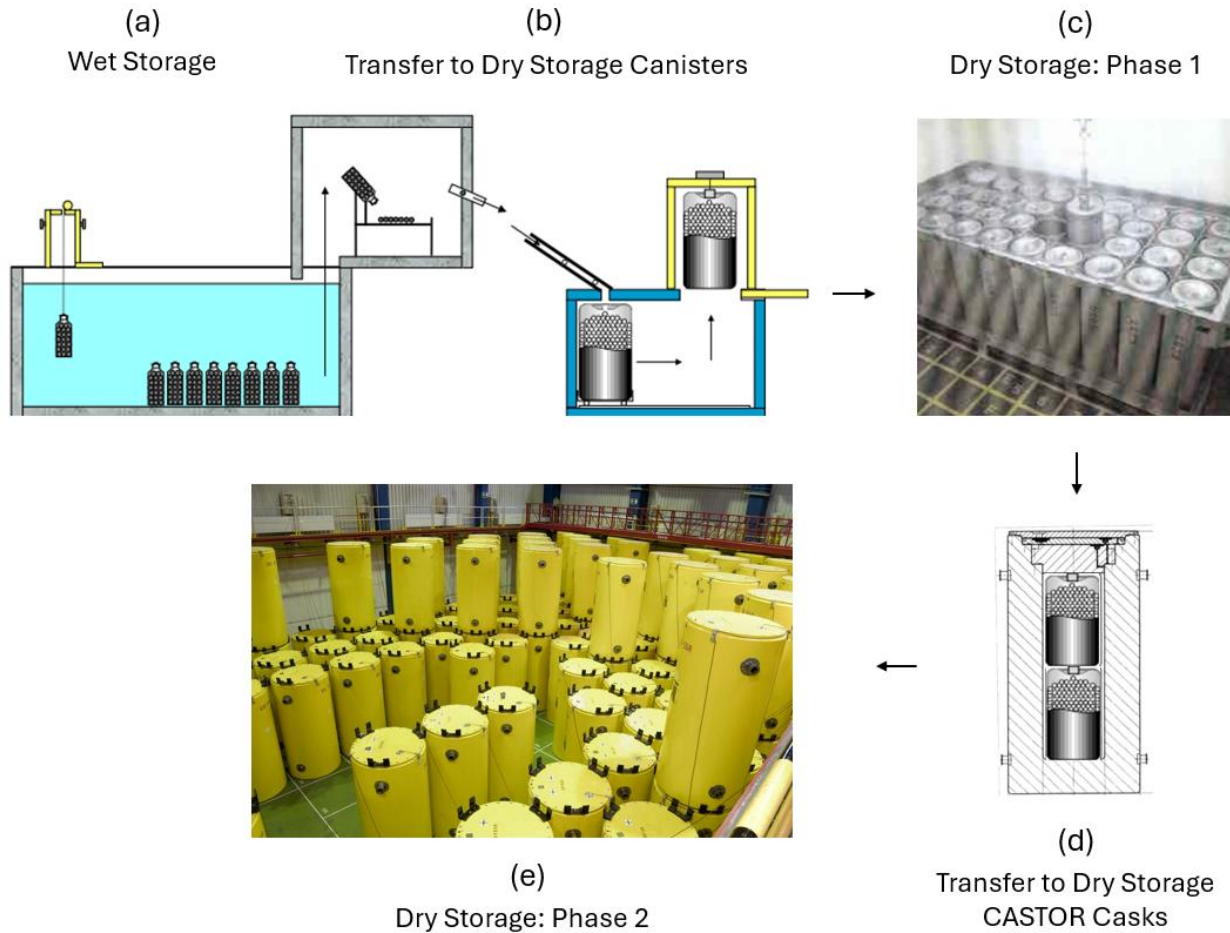 (a)
Wet Storage
(b)
Transfer to Dry Storage Canisters
(c)
Dry Storage: Phase 1
(d)
Transfer to Dry Storage
CASTOR Casks
(e)
Dry Storage: Phase 2